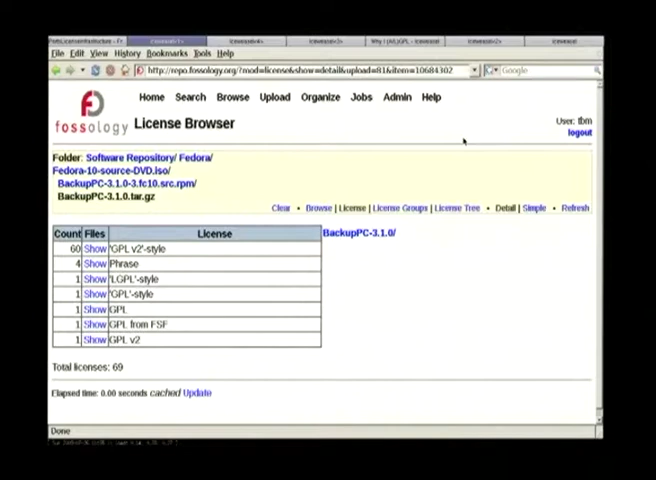 File Edit View History Bookmarks Tools Help
http://repo.fossology.org/?mod=license&show=detail&upload=81&item=10684302
Google
Home Search Browse Upload Organize Jobs Admin Help
fossology
License Browser
User: tbm
logout
Folder: Software Repository/ Fedora/
Fedora-10-source-DVD.iso/
BackupPC-3.1.0-3.fc10.src.rpm/
BackupPC-3.1.0.tar.gz
Clear • Browse | License | License Groups | License Tree • Detail | Simple • Refresh
Count Files License
60 Show 'GPL v2'-style
4 Show Phrase
1 Show 'LGPL'-style
1 Show 'GPL'-style
1 Show GPL
1 Show GPL from FSF
1 Show GPL v2
BackupPC-3.1.0/
Total licenses: 69
Elapsed time: 0.00 seconds cached Update
Done